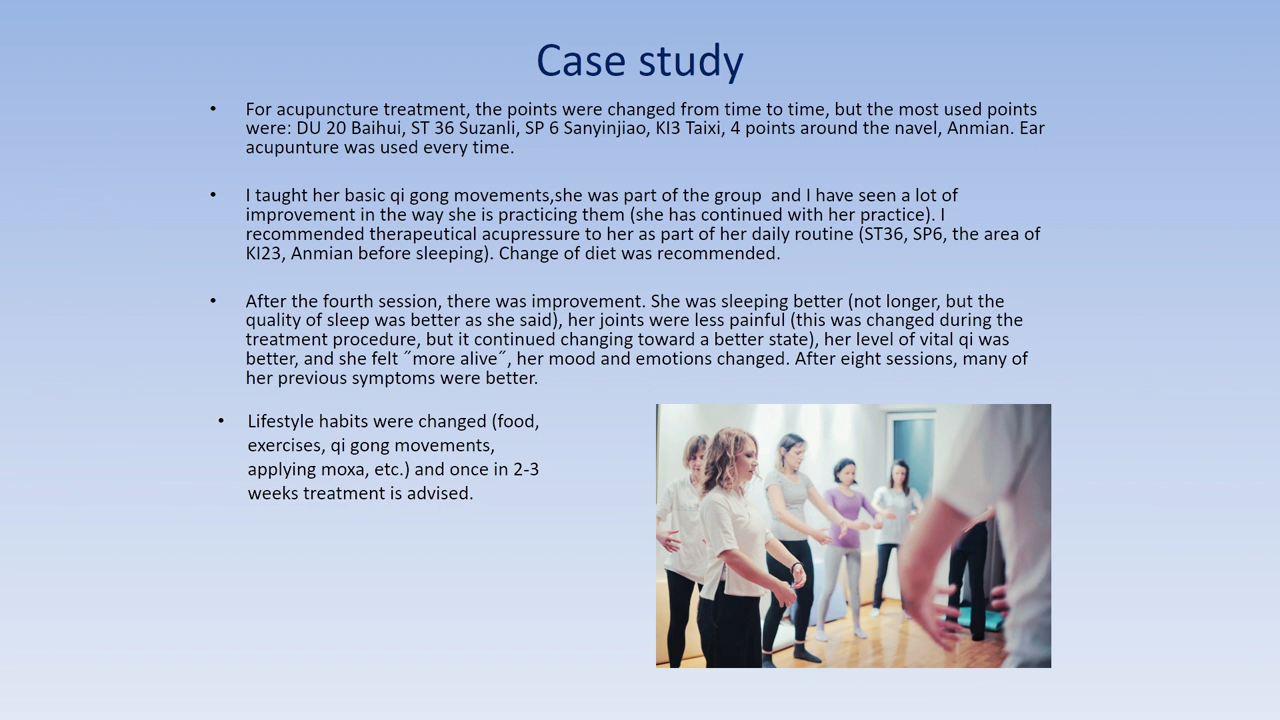 Case study
• For acupuncture treatment, the points were changed from time to time, but the most used points
were: DU 20 Baihui, ST 36 Suzanli, SP 6 Sanyinjiao, KI3 Taixi, 4 points around the navel, Anmian. Ear
acupunture was used every time.
• I taught her basic qi gong movements,she was part of the group  and I have seen a lot of
improvement in the way she is practicing them (she has continued with her practice). I
recommended therapeutical acupressure to her as part of her daily routine (ST36, SP6, the area of
KI23, Anmian before sleeping). Change of diet was recommended.
• After the fourth session, there was improvement. She was sleeping better (not longer, but the
quality of sleep was better as she said), her joints were less painful (this was changed during the
treatment procedure, but it continued changing toward a better state), her level of vital qi was
better, and she felt ˝more alive˝, her mood and emotions changed. After eight sessions, many of
her previous symptoms were better.
• Lifestyle habits were changed (food,
exercises, qi gong movements,
applying moxa, etc.) and once in 2-3
weeks treatment is advised.